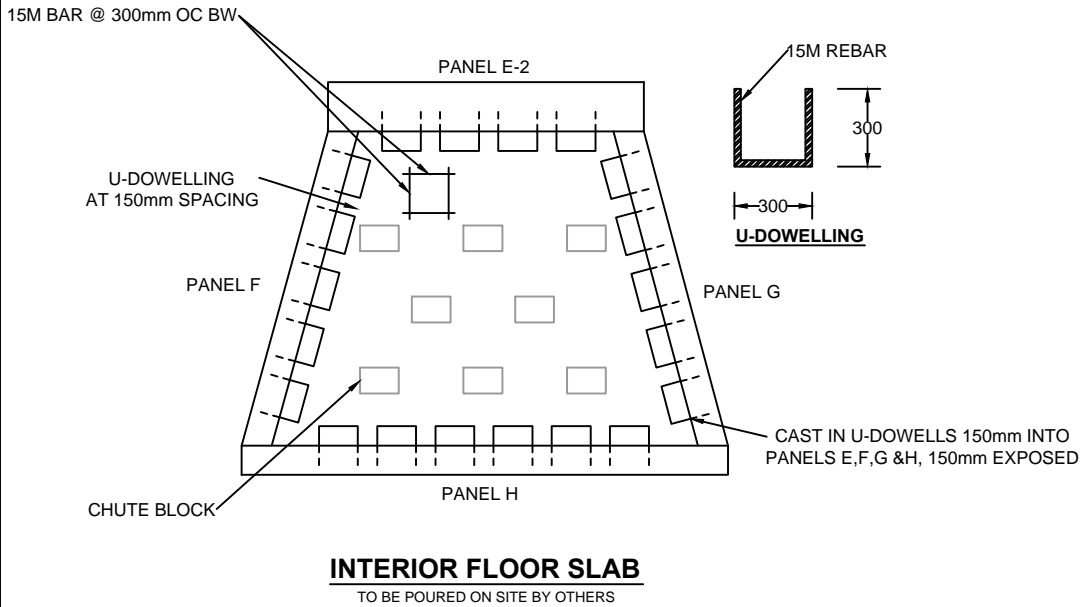 15M BAR @ 300mm OC BW
PANEL E-2
15M REBAR
300
U-DOWELLING
AT 150mm SPACING
300
U-DOWELLING
PANEL F
PANEL G
CAST IN U-DOWELLS 150mm INTO
PANELS E,F,G &H, 150mm EXPOSED
PANEL H
CHUTE BLOCK
INTERIOR FLOOR SLAB
TO BE POURED ON SITE BY OTHERS